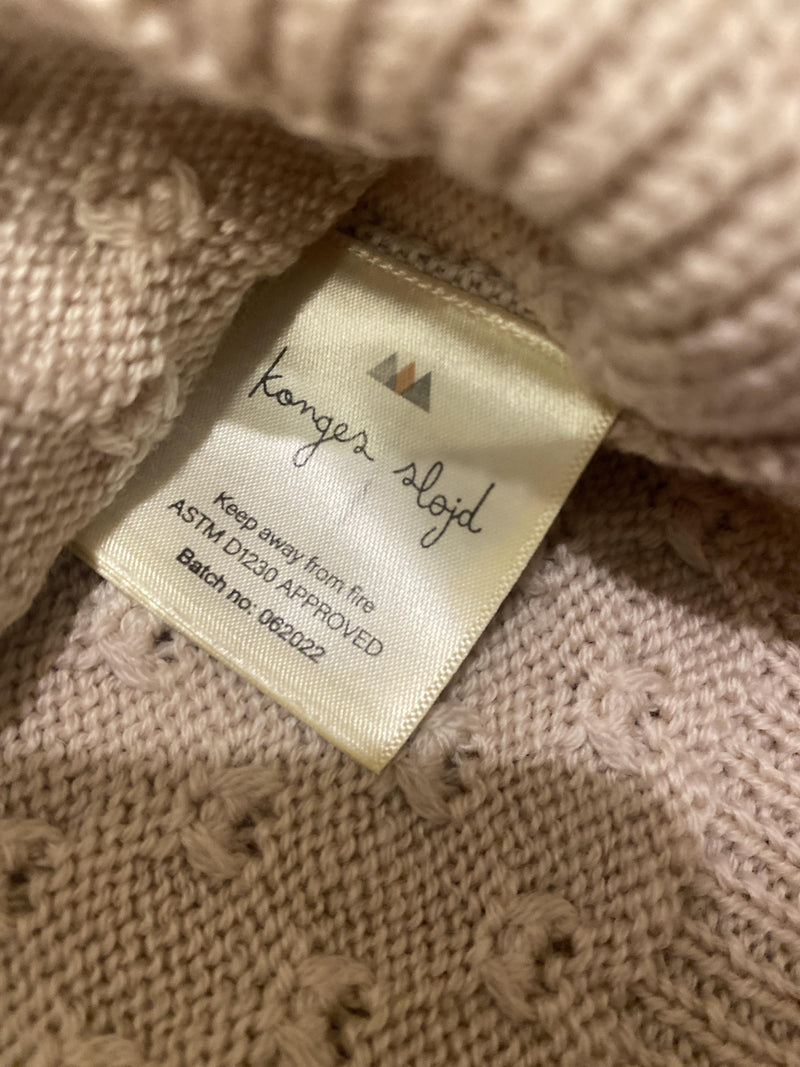 konges sløjd
Keep away from fire
ASTM D1230 APPROVED
Batch no: 062022